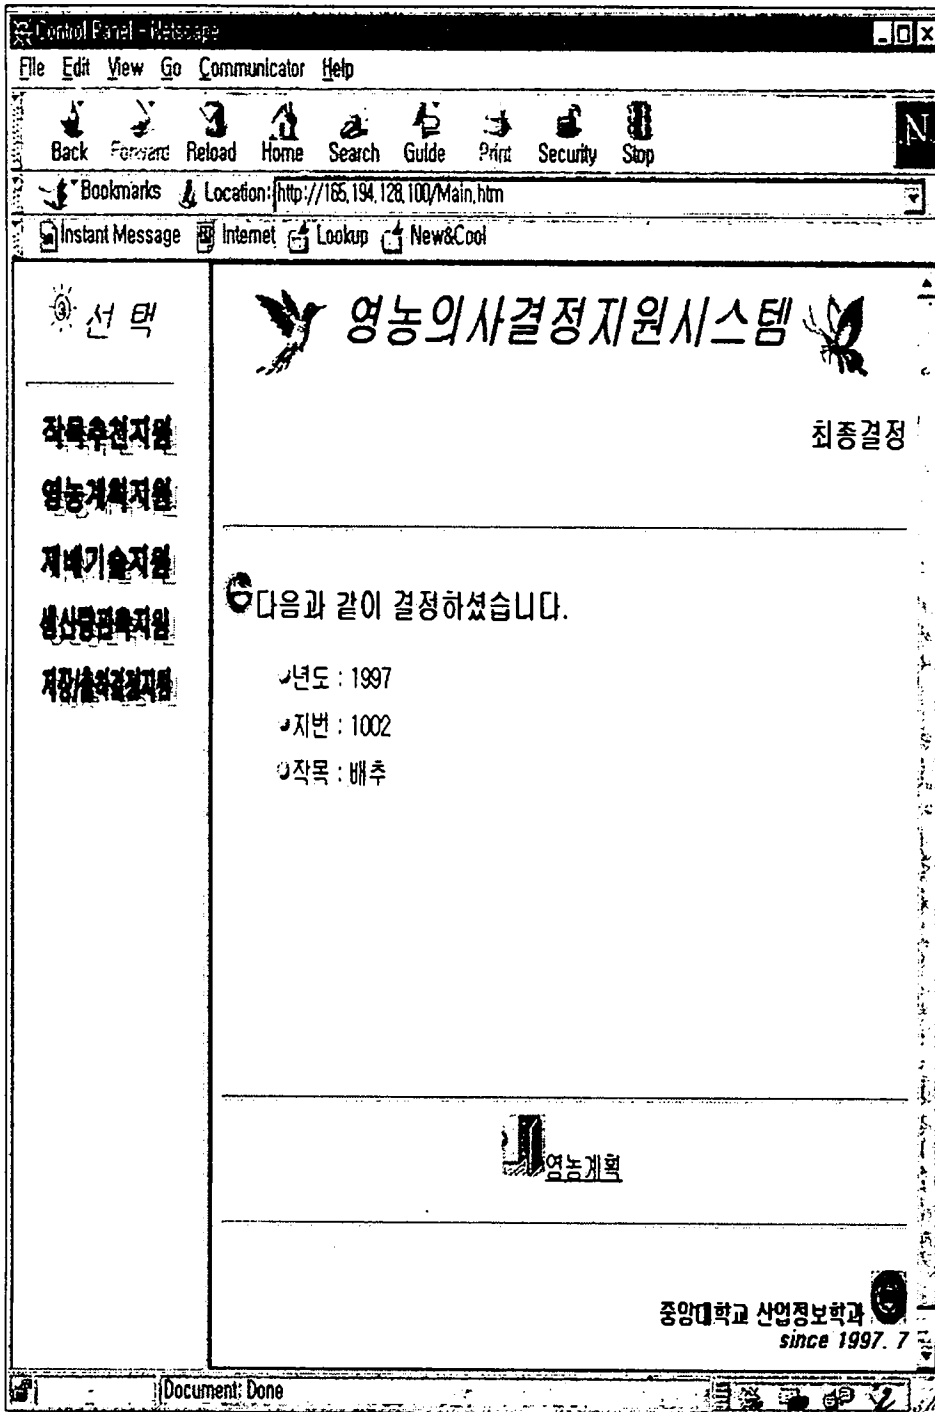 Control Panel - Netscape
File Edit View Go Communicator Help
Back Forward Reload Home Search Guide Print Security Stop
N
Bookmarks Location: http://165.194.128.100/Main.htm
Instant Message Internet Lookup New&Cool
선택
작목추천지원
영농계획지원
재배기술지원
생산량판촉지원
저장/출하결정지원
영농의사결정지원시스템
최종결정
다음과 같이 결정하셨습니다.
년도 : 1997
지번 : 1002
작목 : 배추
영농계획
중앙대학교 산업정보학과
since 1997. 7
Document: Done